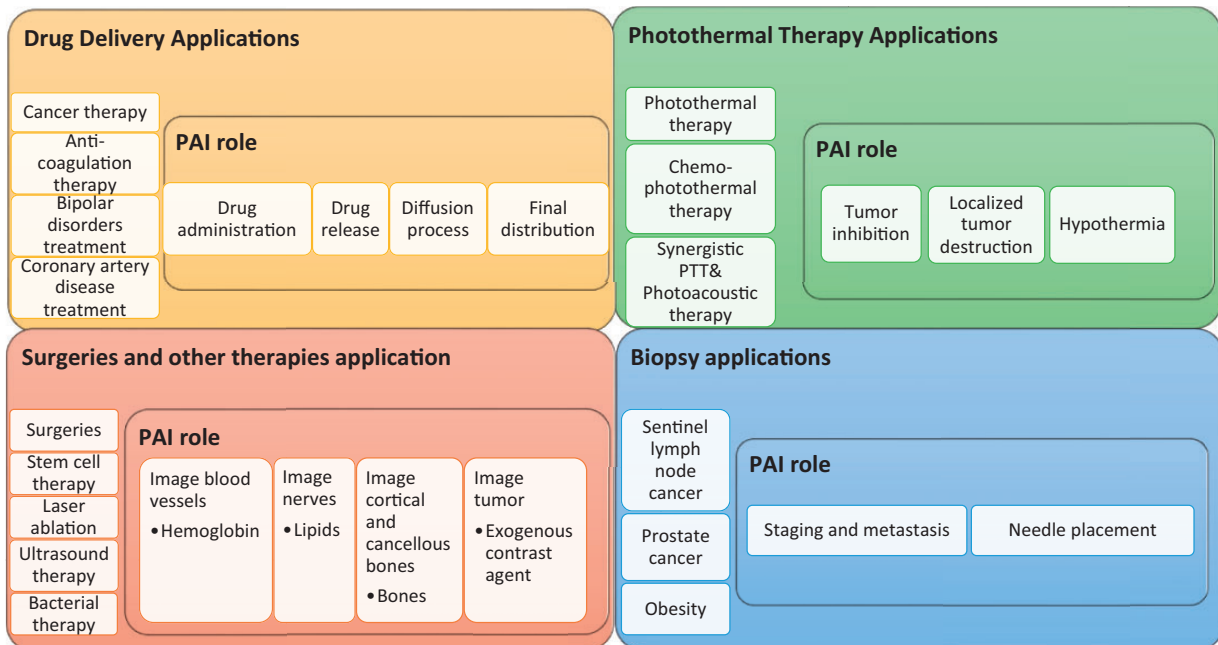 Drug Delivery Applications
Cancer therapy
Anti-
coagulation
therapy
Bipolar
disorders
treatment
Coronary artery
disease
treatment
PAI role
Drug
administration
Drug
release
Diffusion
process
Final
distribution
Photothermal Therapy Applications
Photothermal
therapy
Chemo-
photothermal
therapy
Synergistic
PTT&
Photoacoustic
therapy
PAI role
Tumor
inhibition
Localized
tumor
destruction
Hypothermia
Surgeries and other therapies application
Surgeries
Stem cell
therapy
Laser
ablation
Ultrasound
therapy
Bacterial
therapy
PAI role
Image blood
vessels
•Hemoglobin
Image
nerves
•Lipids
Image
cortical
and
cancellous
bones
•Bones
Image
tumor
•Exogenous
contrast
agent
Biopsy applications
Sentinel
lymph
node
cancer
Prostate
cancer
Obesity
PAI role
Staging and metastasis
Needle placement